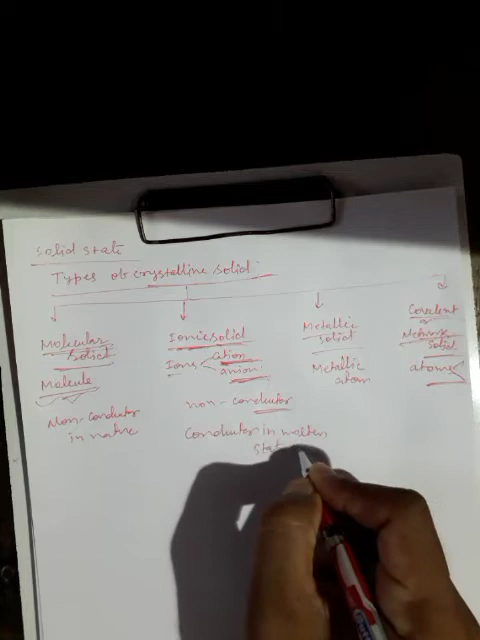 Solid state
Types of crystalline solid
Molecular
Solid
Molecule
Non-Conductor
in nature
Ionic solid
Ions cation
anion
non-conductor
Conductor in molten
stat
Metallic
solid
Metallic
atom
Covalent
or
Network
solid
atoms